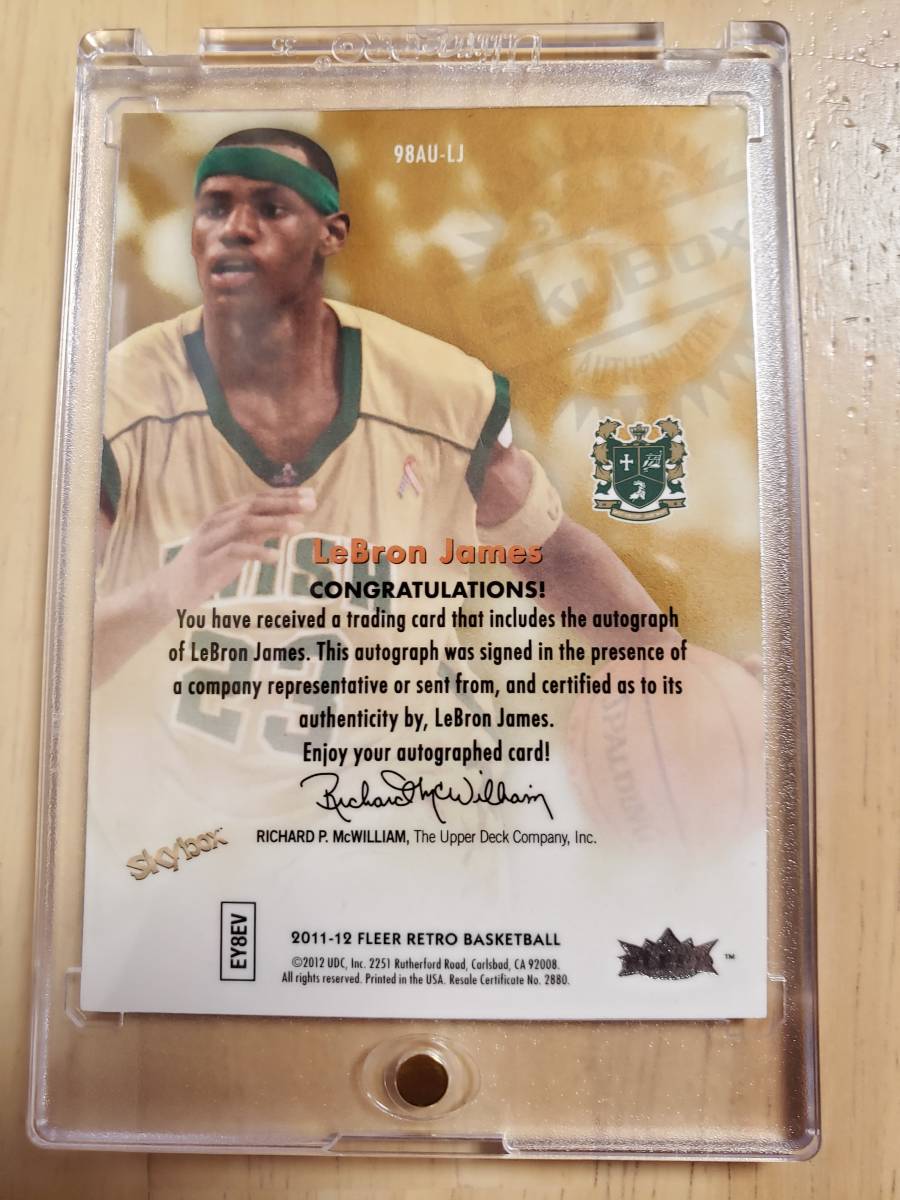 98AU-LJ
SkyBox
AUTHENTICITY
IRISH
23
LeBron James
CONGRATULATIONS!
You have received a trading card that includes the autograph
of LeBron James. This autograph was signed in the presence of
a company representative or sent from, and certified as to its
authenticity by, LeBron James.
Enjoy your autographed card!
Richard P McWilliam
RICHARD P. McWILLIAM, The Upper Deck Company, Inc.
Skybox
SPALDING
EY8EV
2011-12 FLEER RETRO BASKETBALL
©2012 UDC, Inc. 2251 Rutherford Road, Carlsbad, CA 92008.
All rights reserved. Printed in the USA. Resale Certificate No. 2880.
FLEER ™